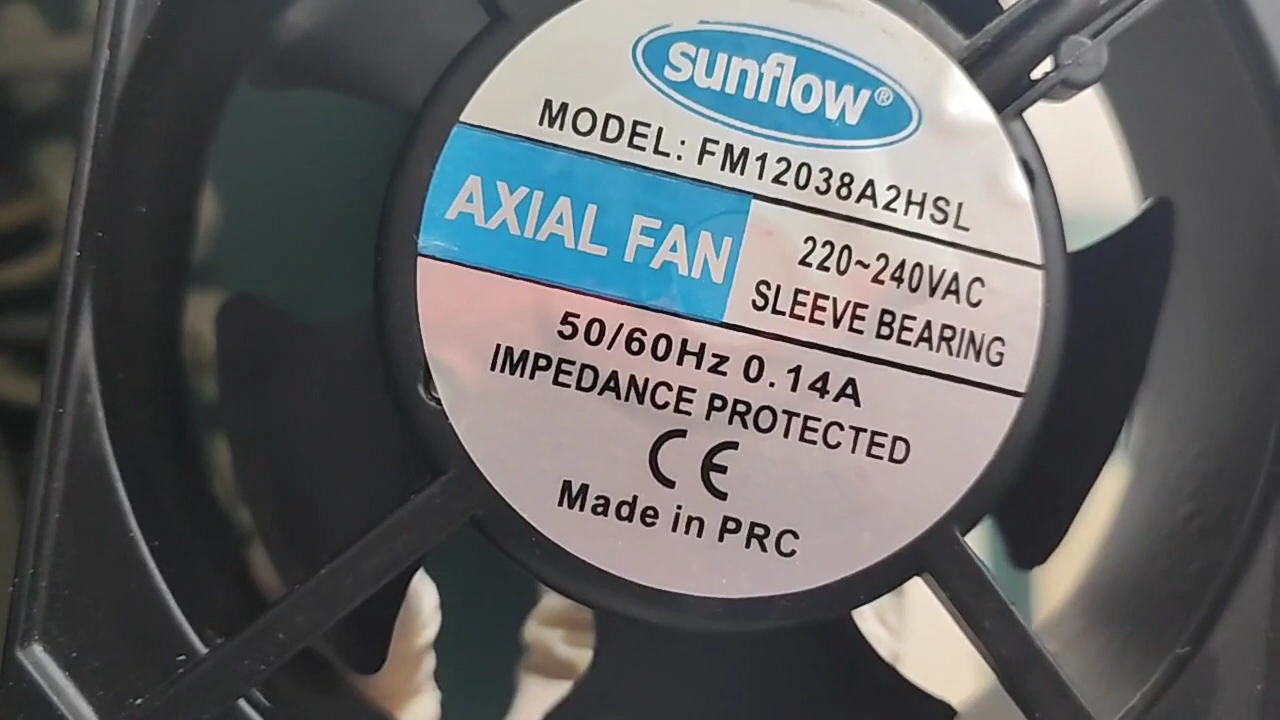 sunflow®
MODEL: FM12038A2HSL
AXIAL FAN
220~240VAC
SLEEVE BEARING
50/60Hz 0.14A
IMPEDANCE PROTECTED
CE
Made in PRC